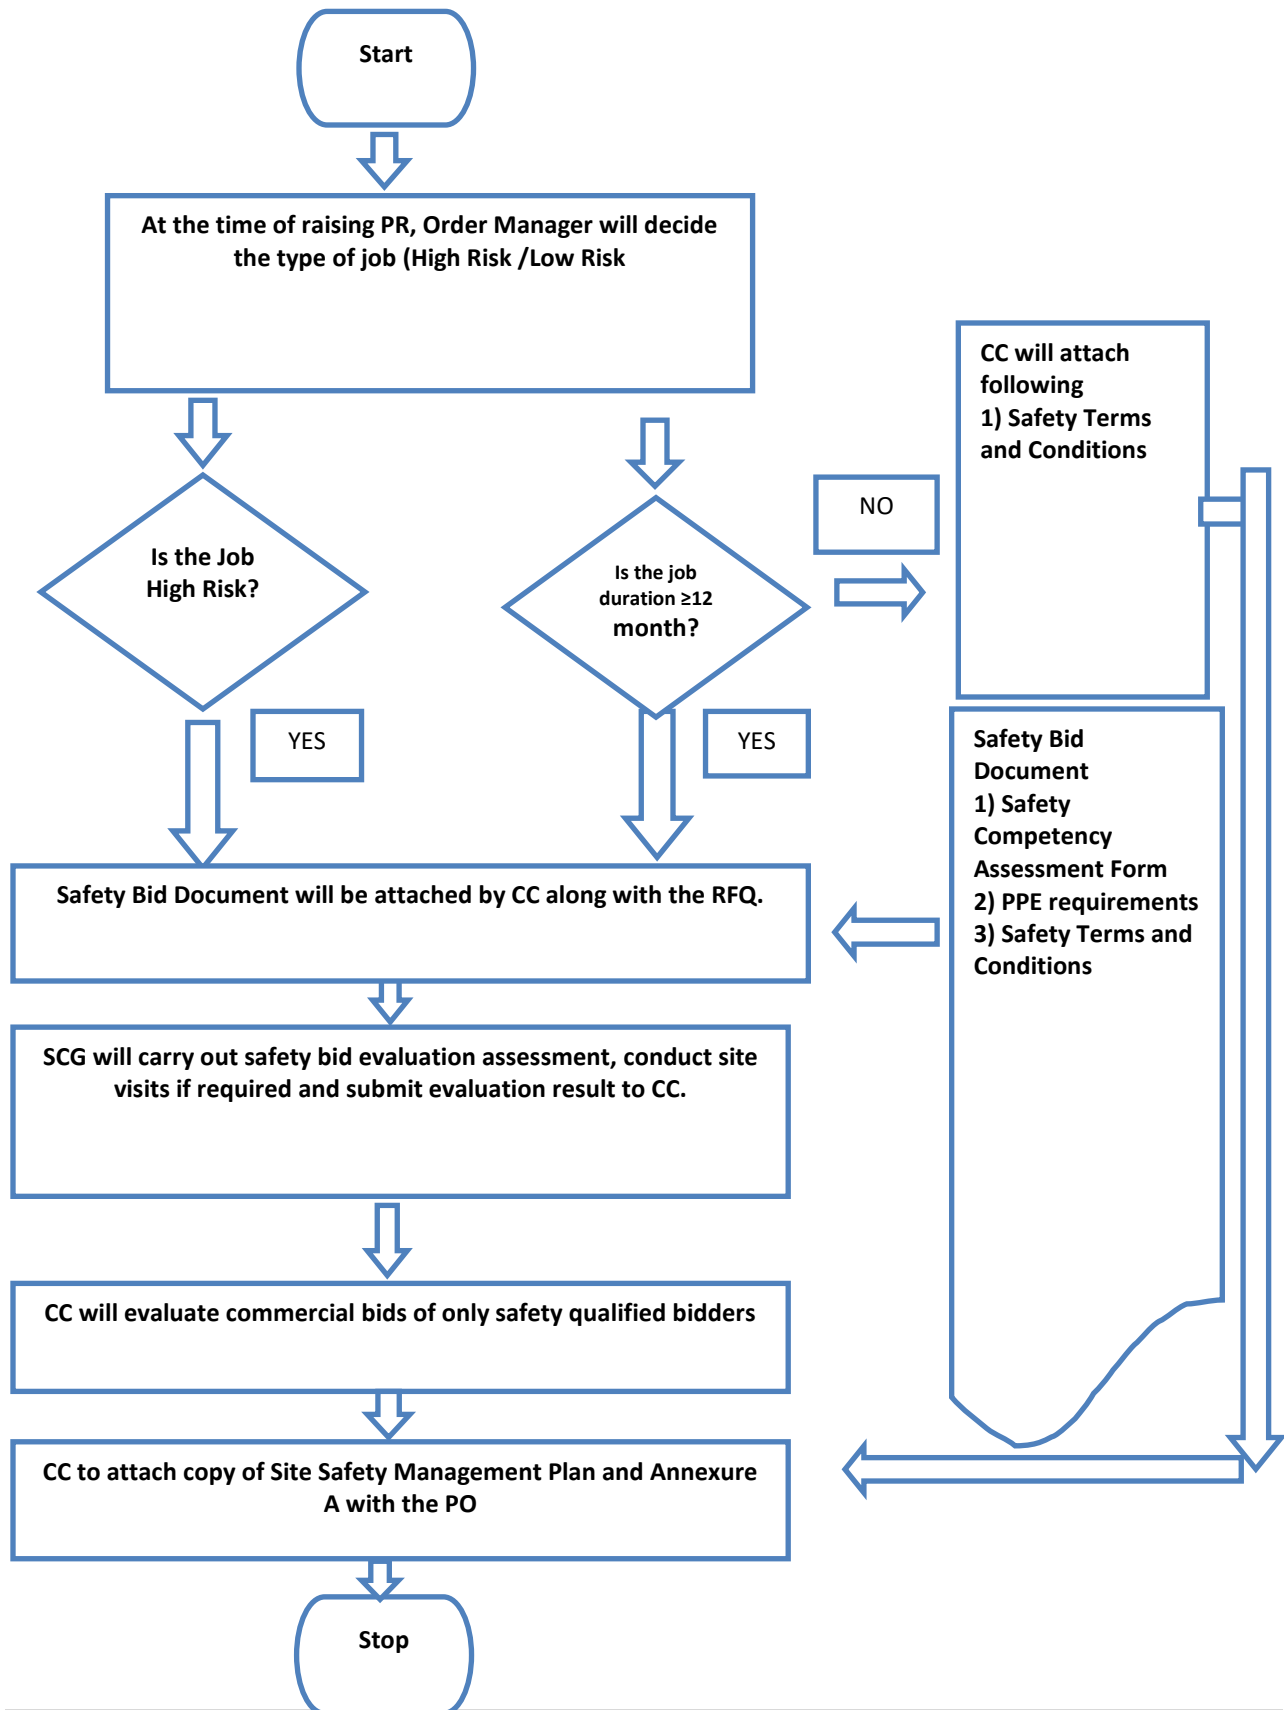 Start
At the time of raising PR, Order Manager will decide
the type of job (High Risk /Low Risk
CC will attach
following
1) Safety Terms
and Conditions
NO
Is the Job
High Risk?
Is the job
duration ≥12
month?
YES
YES
Safety Bid
Document
1) Safety
Competency
Assessment Form
2) PPE requirements
3) Safety Terms and
Conditions
Safety Bid Document will be attached by CC along with the RFQ.
SCG will carry out safety bid evaluation assessment, conduct site
visits if required and submit evaluation result to CC.
CC will evaluate commercial bids of only safety qualified bidders
CC to attach copy of Site Safety Management Plan and Annexure
A with the PO
Stop